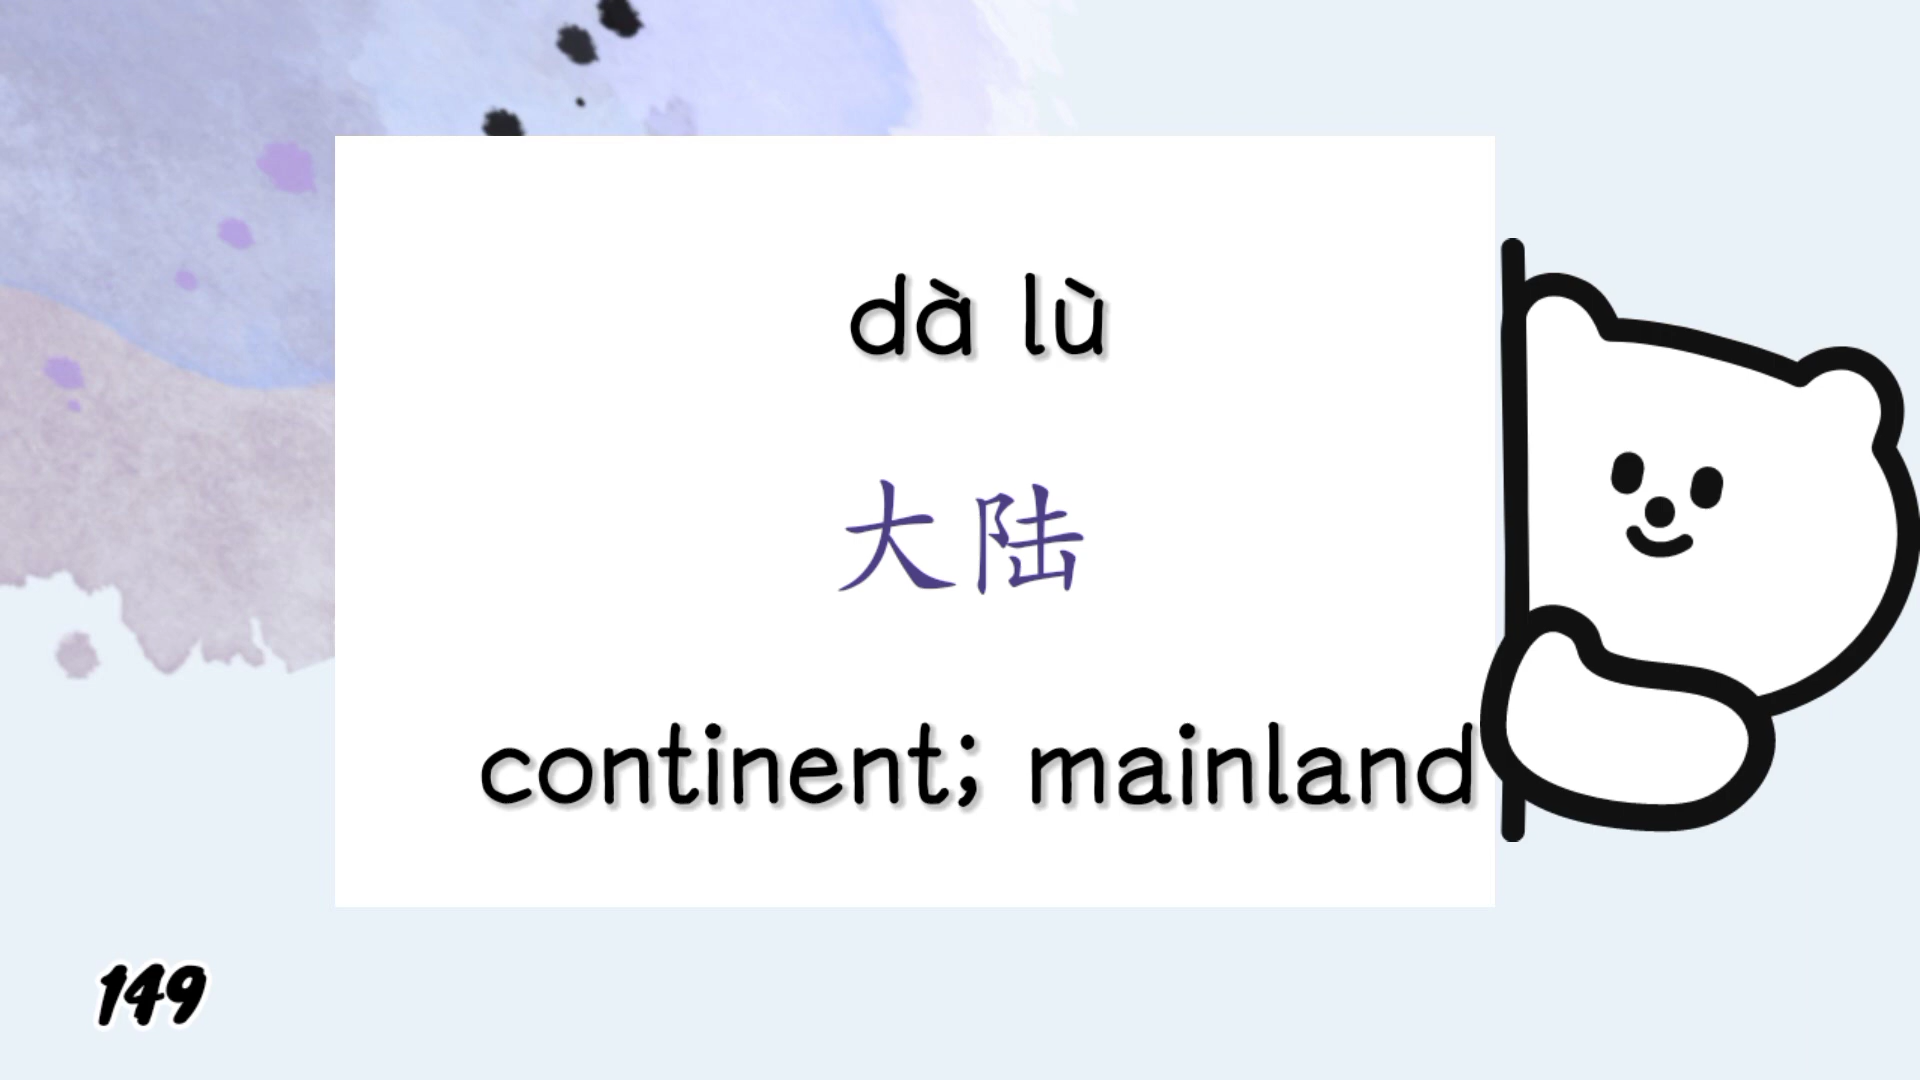 dà lù
大陆
continent; mainland
149